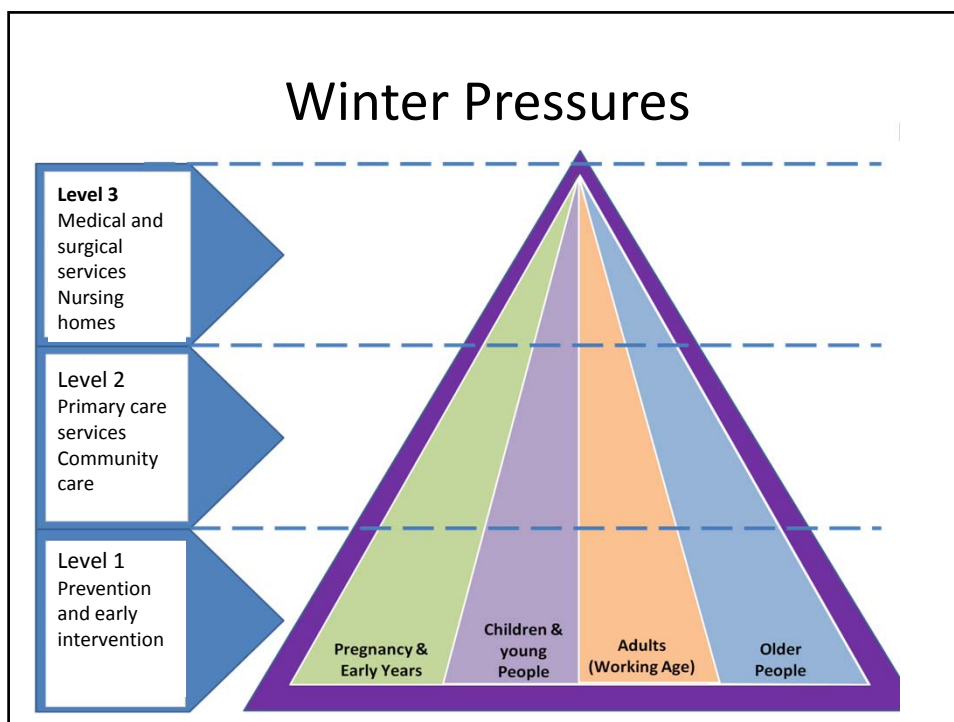 Winter Pressures
Level 3
Medical and
surgical
services
Nursing
homes
Level 2
Primary care
services
Community
care
Level 1
Prevention
and early
intervention
Pregnancy &
Early Years
Children &
young
People
Adults
(Working Age)
Older
People